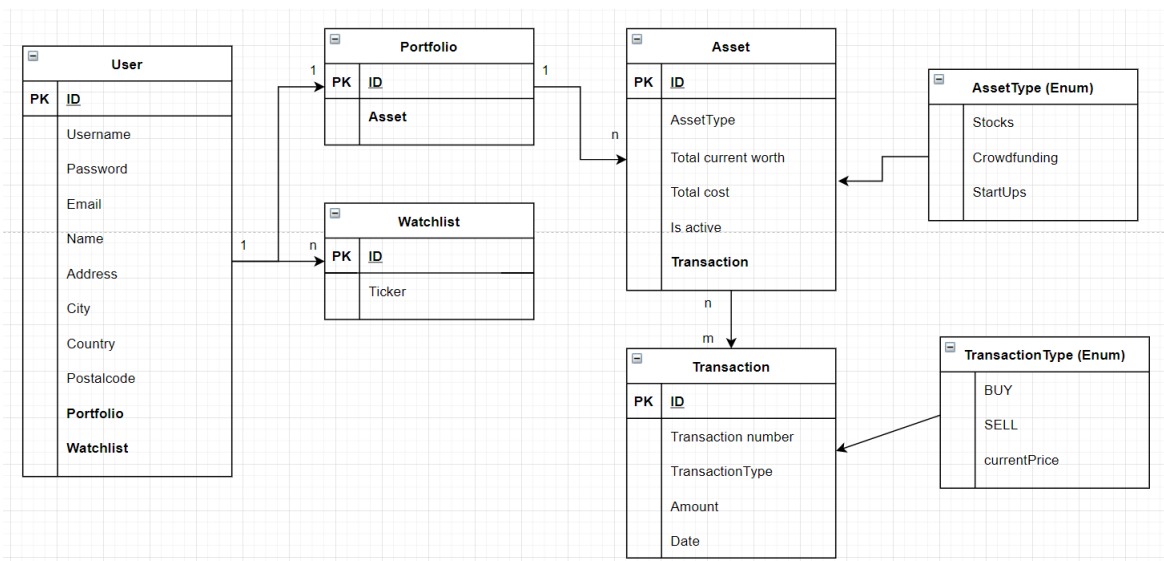 User
PK ID
Username
Password
Email
Name
Address
City
Country
Postalcode
Portfolio
Watchlist
1
1
n
Portfolio
PK ID
Asset
1
n
Watchlist
PK ID
Ticker
Asset
PK ID
AssetType
Total current worth
Total cost
Is active
Transaction
n
m
AssetType (Enum)
Stocks
Crowdfunding
StartUps
Transaction
PK ID
Transaction number
TransactionType
Amount
Date
TransactionType (Enum)
BUY
SELL
currentPrice